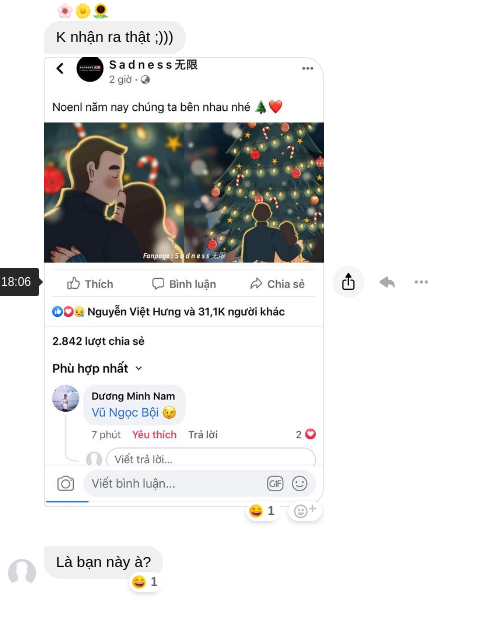 🌸🌼🌻
K nhận ra thật ;)))
Sadness无限
2 giờ ·
Noenl năm nay chúng ta bên nhau nhé 🎄❤️
Fanpage: Sadness无限
18:06
Thích Bình luận Chia sẻ
Nguyễn Việt Hưng và 31,1K người khác
2.842 lượt chia sẻ
Phù hợp nhất
Dương Minh Nam
Vũ Ngọc Bội 😉
7 phút Yêu thích Trả lời 2
Viết trả lời...
Viết bình luận... GIF
😆 1
Là bạn này à?
😆 1